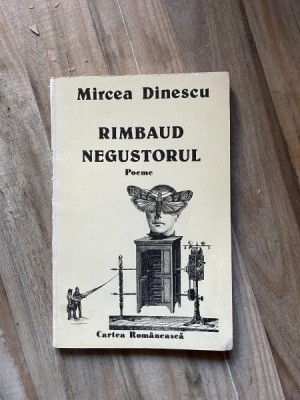 Mircea Dinescu
RIMBAUD
NEGUSTORUL
Poeme
Cartea Românească